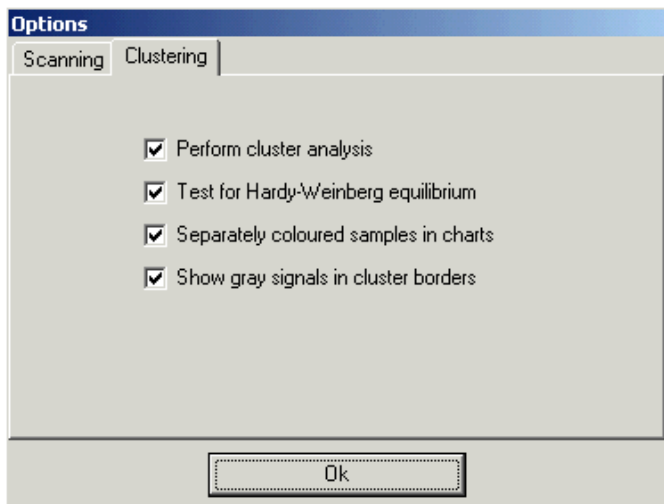 Options
Scanning Clustering
Perform cluster analysis
Test for Hardy-Weinberg equilibrium
Separately coloured samples in charts
Show gray signals in cluster borders
Ok